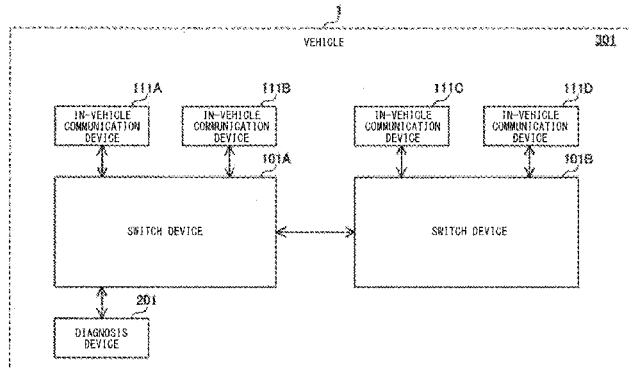 1
VEHICLE
301
111A
111B
111C
111D
IN-VEHICLE
COMMUNICATION
DEVICE
IN-VEHICLE
COMMUNICATION
DEVICE
IN-VEHICLE
COMMUNICATION
DEVICE
IN-VEHICLE
COMMUNICATION
DEVICE
101A
101B
SWITCH DEVICE
SWITCH DEVICE
201
DIAGNOSIS
DEVICE